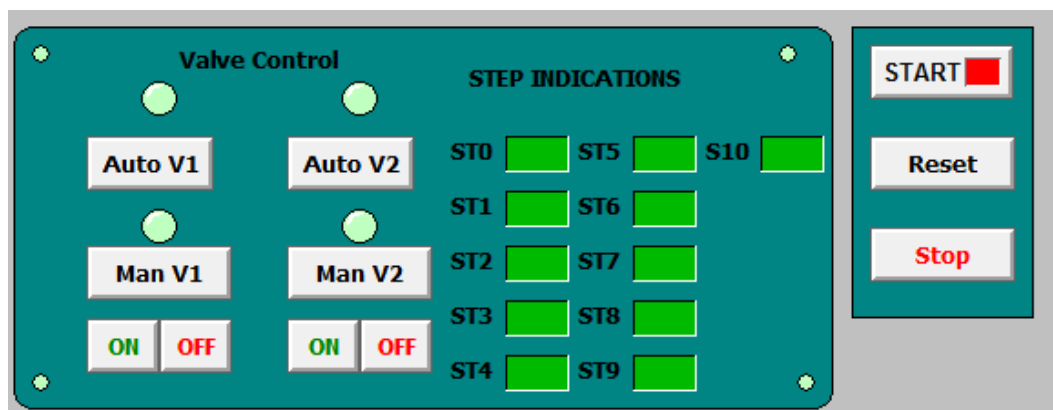 Valve Control
STEP INDICATIONS
START
Auto V1
Auto V2
ST0
ST5
S10
Reset
ST1
ST6
Man V1
Man V2
ST2
ST7
Stop
ST3
ST8
ON
OFF
ON
OFF
ST4
ST9